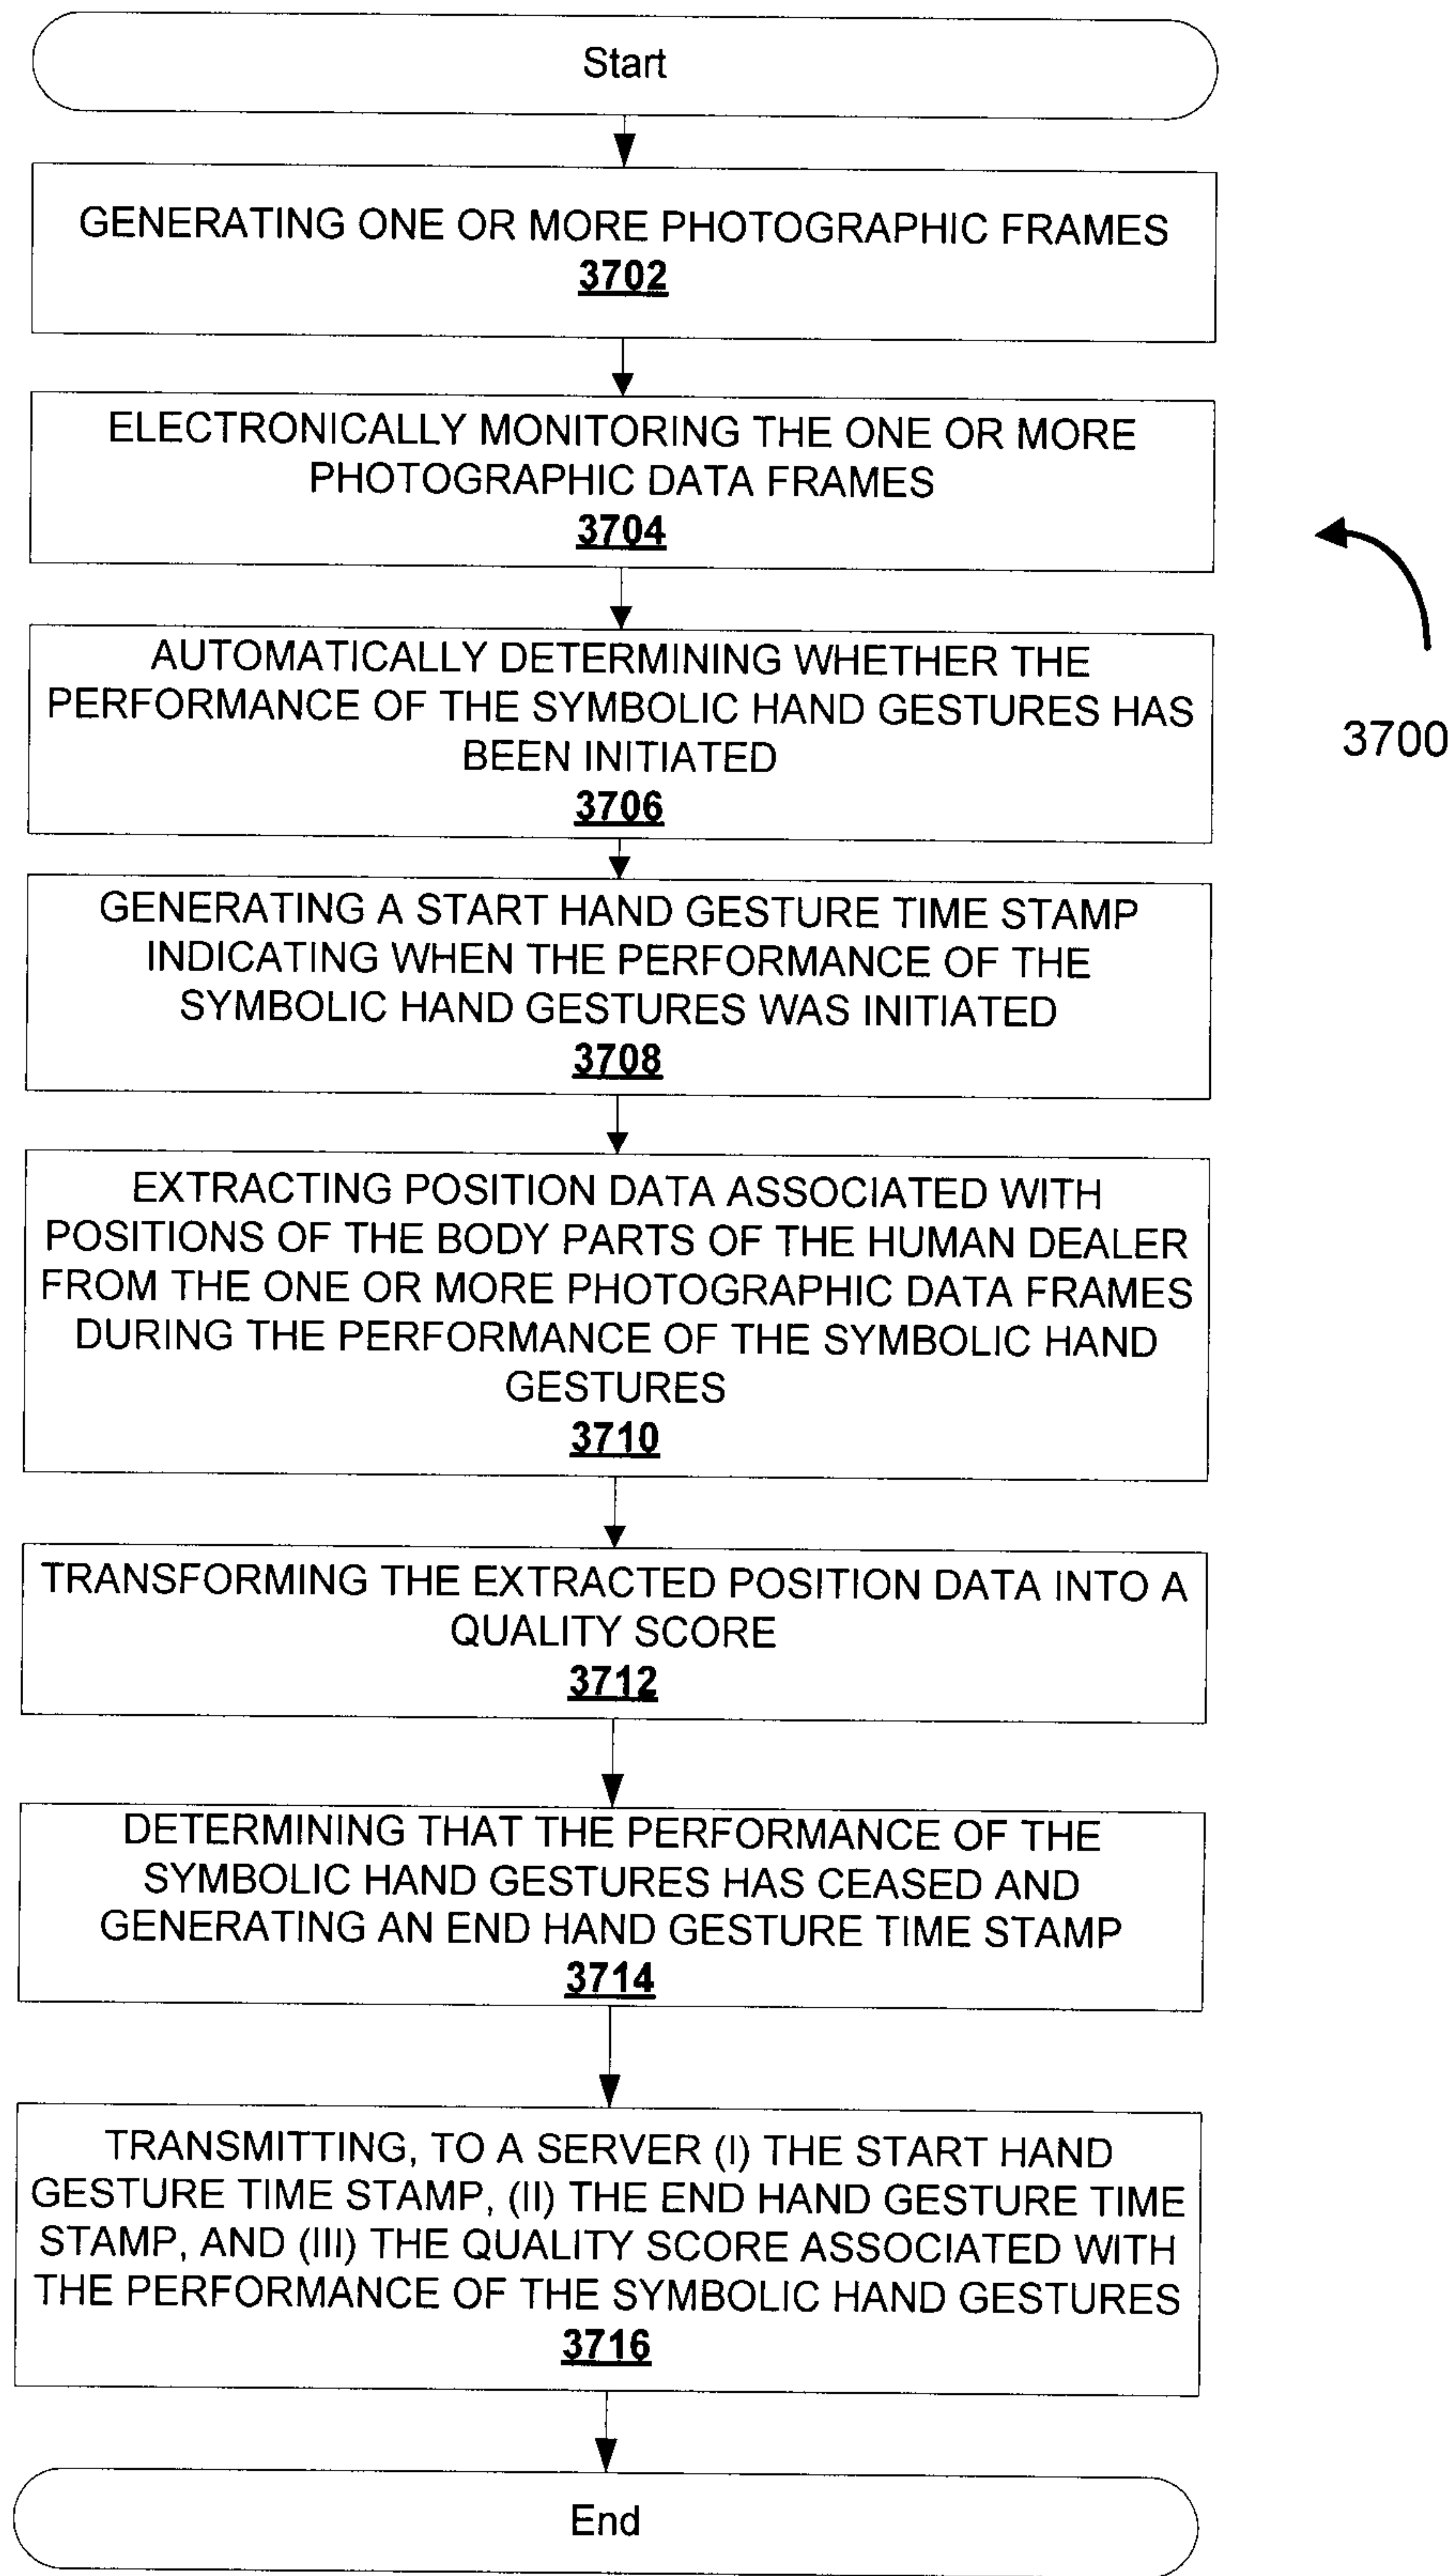 Start
GENERATING ONE OR MORE PHOTOGRAPHIC FRAMES
3702
ELECTRONICALLY MONITORING THE ONE OR MORE
PHOTOGRAPHIC DATA FRAMES
3704
AUTOMATICALLY DETERMINING WHETHER THE
PERFORMANCE OF THE SYMBOLIC HAND GESTURES HAS
BEEN INITIATED
3706
3700
GENERATING A START HAND GESTURE TIME STAMP
INDICATING WHEN THE PERFORMANCE OF THE
SYMBOLIC HAND GESTURES WAS INITIATED
3708
EXTRACTING POSITION DATA ASSOCIATED WITH
POSITIONS OF THE BODY PARTS OF THE HUMAN DEALER
FROM THE ONE OR MORE PHOTOGRAPHIC DATA FRAMES
DURING THE PERFORMANCE OF THE SYMBOLIC HAND
GESTURES
3710
TRANSFORMING THE EXTRACTED POSITION DATA INTO A
QUALITY SCORE
3712
DETERMINING THAT THE PERFORMANCE OF THE
SYMBOLIC HAND GESTURES HAS CEASED AND
GENERATING AN END HAND GESTURE TIME STAMP
3714
TRANSMITTING, TO A SERVER (I) THE START HAND
GESTURE TIME STAMP, (II) THE END HAND GESTURE TIME
STAMP, AND (III) THE QUALITY SCORE ASSOCIATED WITH
THE PERFORMANCE OF THE SYMBOLIC HAND GESTURES
3716
End